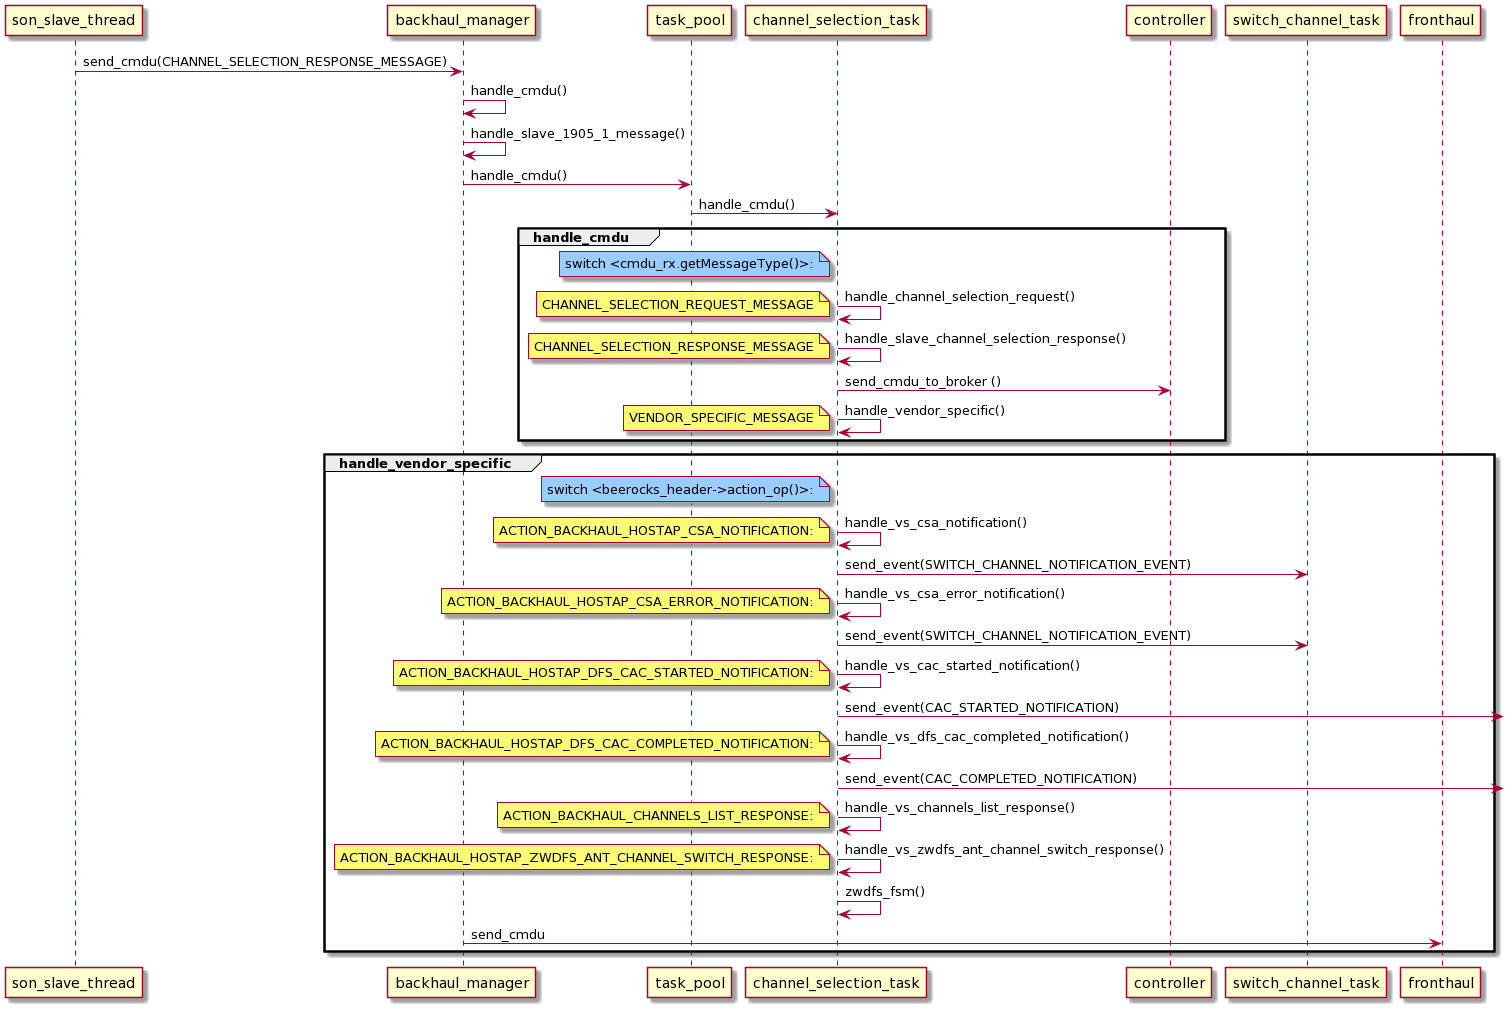 son_slave_thread
backhaul_manager
task_pool
channel_selection_task
controller
switch_channel_task
fronthaul
send_cmdu(CHANNEL_SELECTION_RESPONSE_MESSAGE)
handle_cmdu()
handle_slave_1905_1_message()
handle_cmdu()
handle_cmdu()
handle_cmdu
switch <cmdu_rx.getMessageType()>:
CHANNEL_SELECTION_REQUEST_MESSAGE
handle_channel_selection_request()
CHANNEL_SELECTION_RESPONSE_MESSAGE
handle_slave_channel_selection_response()
send_cmdu_to_broker ()
VENDOR_SPECIFIC_MESSAGE
handle_vendor_specific()
handle_vendor_specific
switch <beerocks_header->action_op()>:
ACTION_BACKHAUL_HOSTAP_CSA_NOTIFICATION:
handle_vs_csa_notification()
send_event(SWITCH_CHANNEL_NOTIFICATION_EVENT)
ACTION_BACKHAUL_HOSTAP_CSA_ERROR_NOTIFICATION:
handle_vs_csa_error_notification()
send_event(SWITCH_CHANNEL_NOTIFICATION_EVENT)
ACTION_BACKHAUL_HOSTAP_DFS_CAC_STARTED_NOTIFICATION:
handle_vs_cac_started_notification()
send_event(CAC_STARTED_NOTIFICATION)
ACTION_BACKHAUL_HOSTAP_DFS_CAC_COMPLETED_NOTIFICATION:
handle_vs_dfs_cac_completed_notification()
send_event(CAC_COMPLETED_NOTIFICATION)
ACTION_BACKHAUL_CHANNELS_LIST_RESPONSE:
handle_vs_channels_list_response()
ACTION_BACKHAUL_HOSTAP_ZWDFS_ANT_CHANNEL_SWITCH_RESPONSE:
handle_vs_zwdfs_ant_channel_switch_response()
zwdfs_fsm()
send_cmdu
son_slave_thread
backhaul_manager
task_pool
channel_selection_task
controller
switch_channel_task
fronthaul